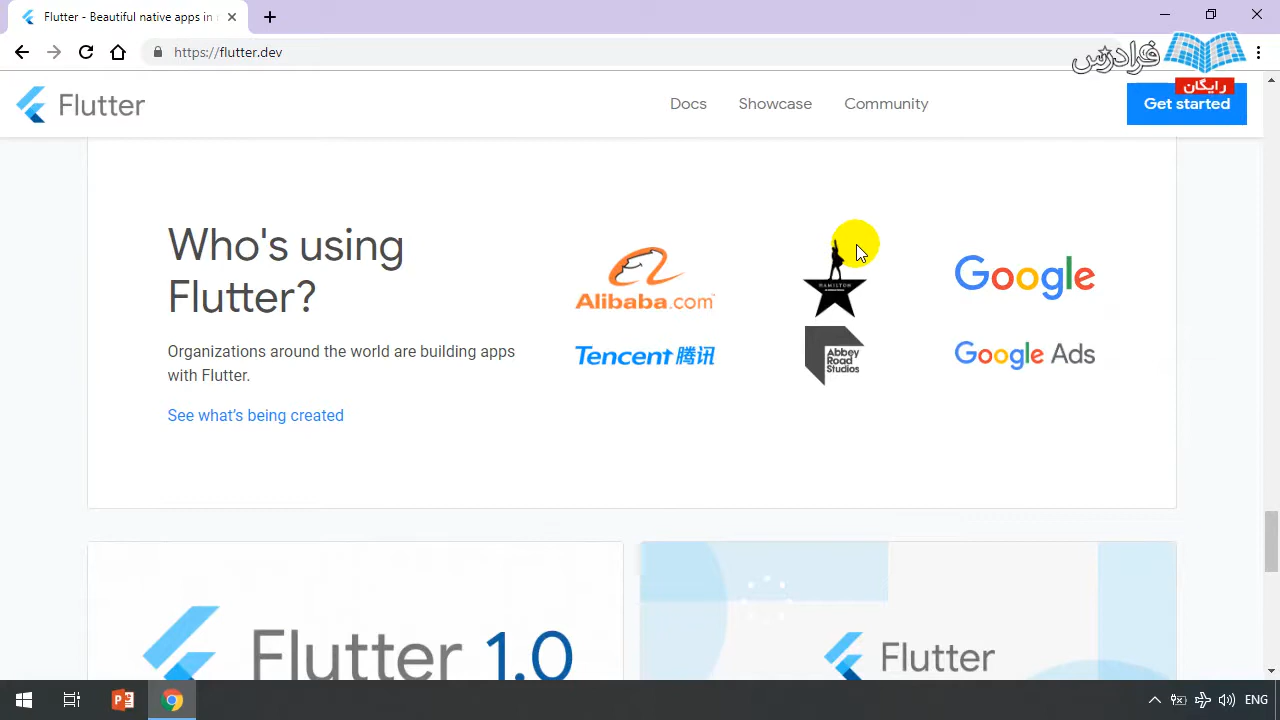 Flutter - Beautiful native apps in
https://flutter.dev
فرادرس
رایگان
Flutter
Docs
Showcase
Community
Get started
Who's using
Flutter?
Organizations around the world are building apps
with Flutter.
See what's being created
Alibaba.com
HAMILTON
Google
Tencent 腾讯
Abbey
Road
Studios
Google Ads
Flutter 1.0
Flutter
ENG